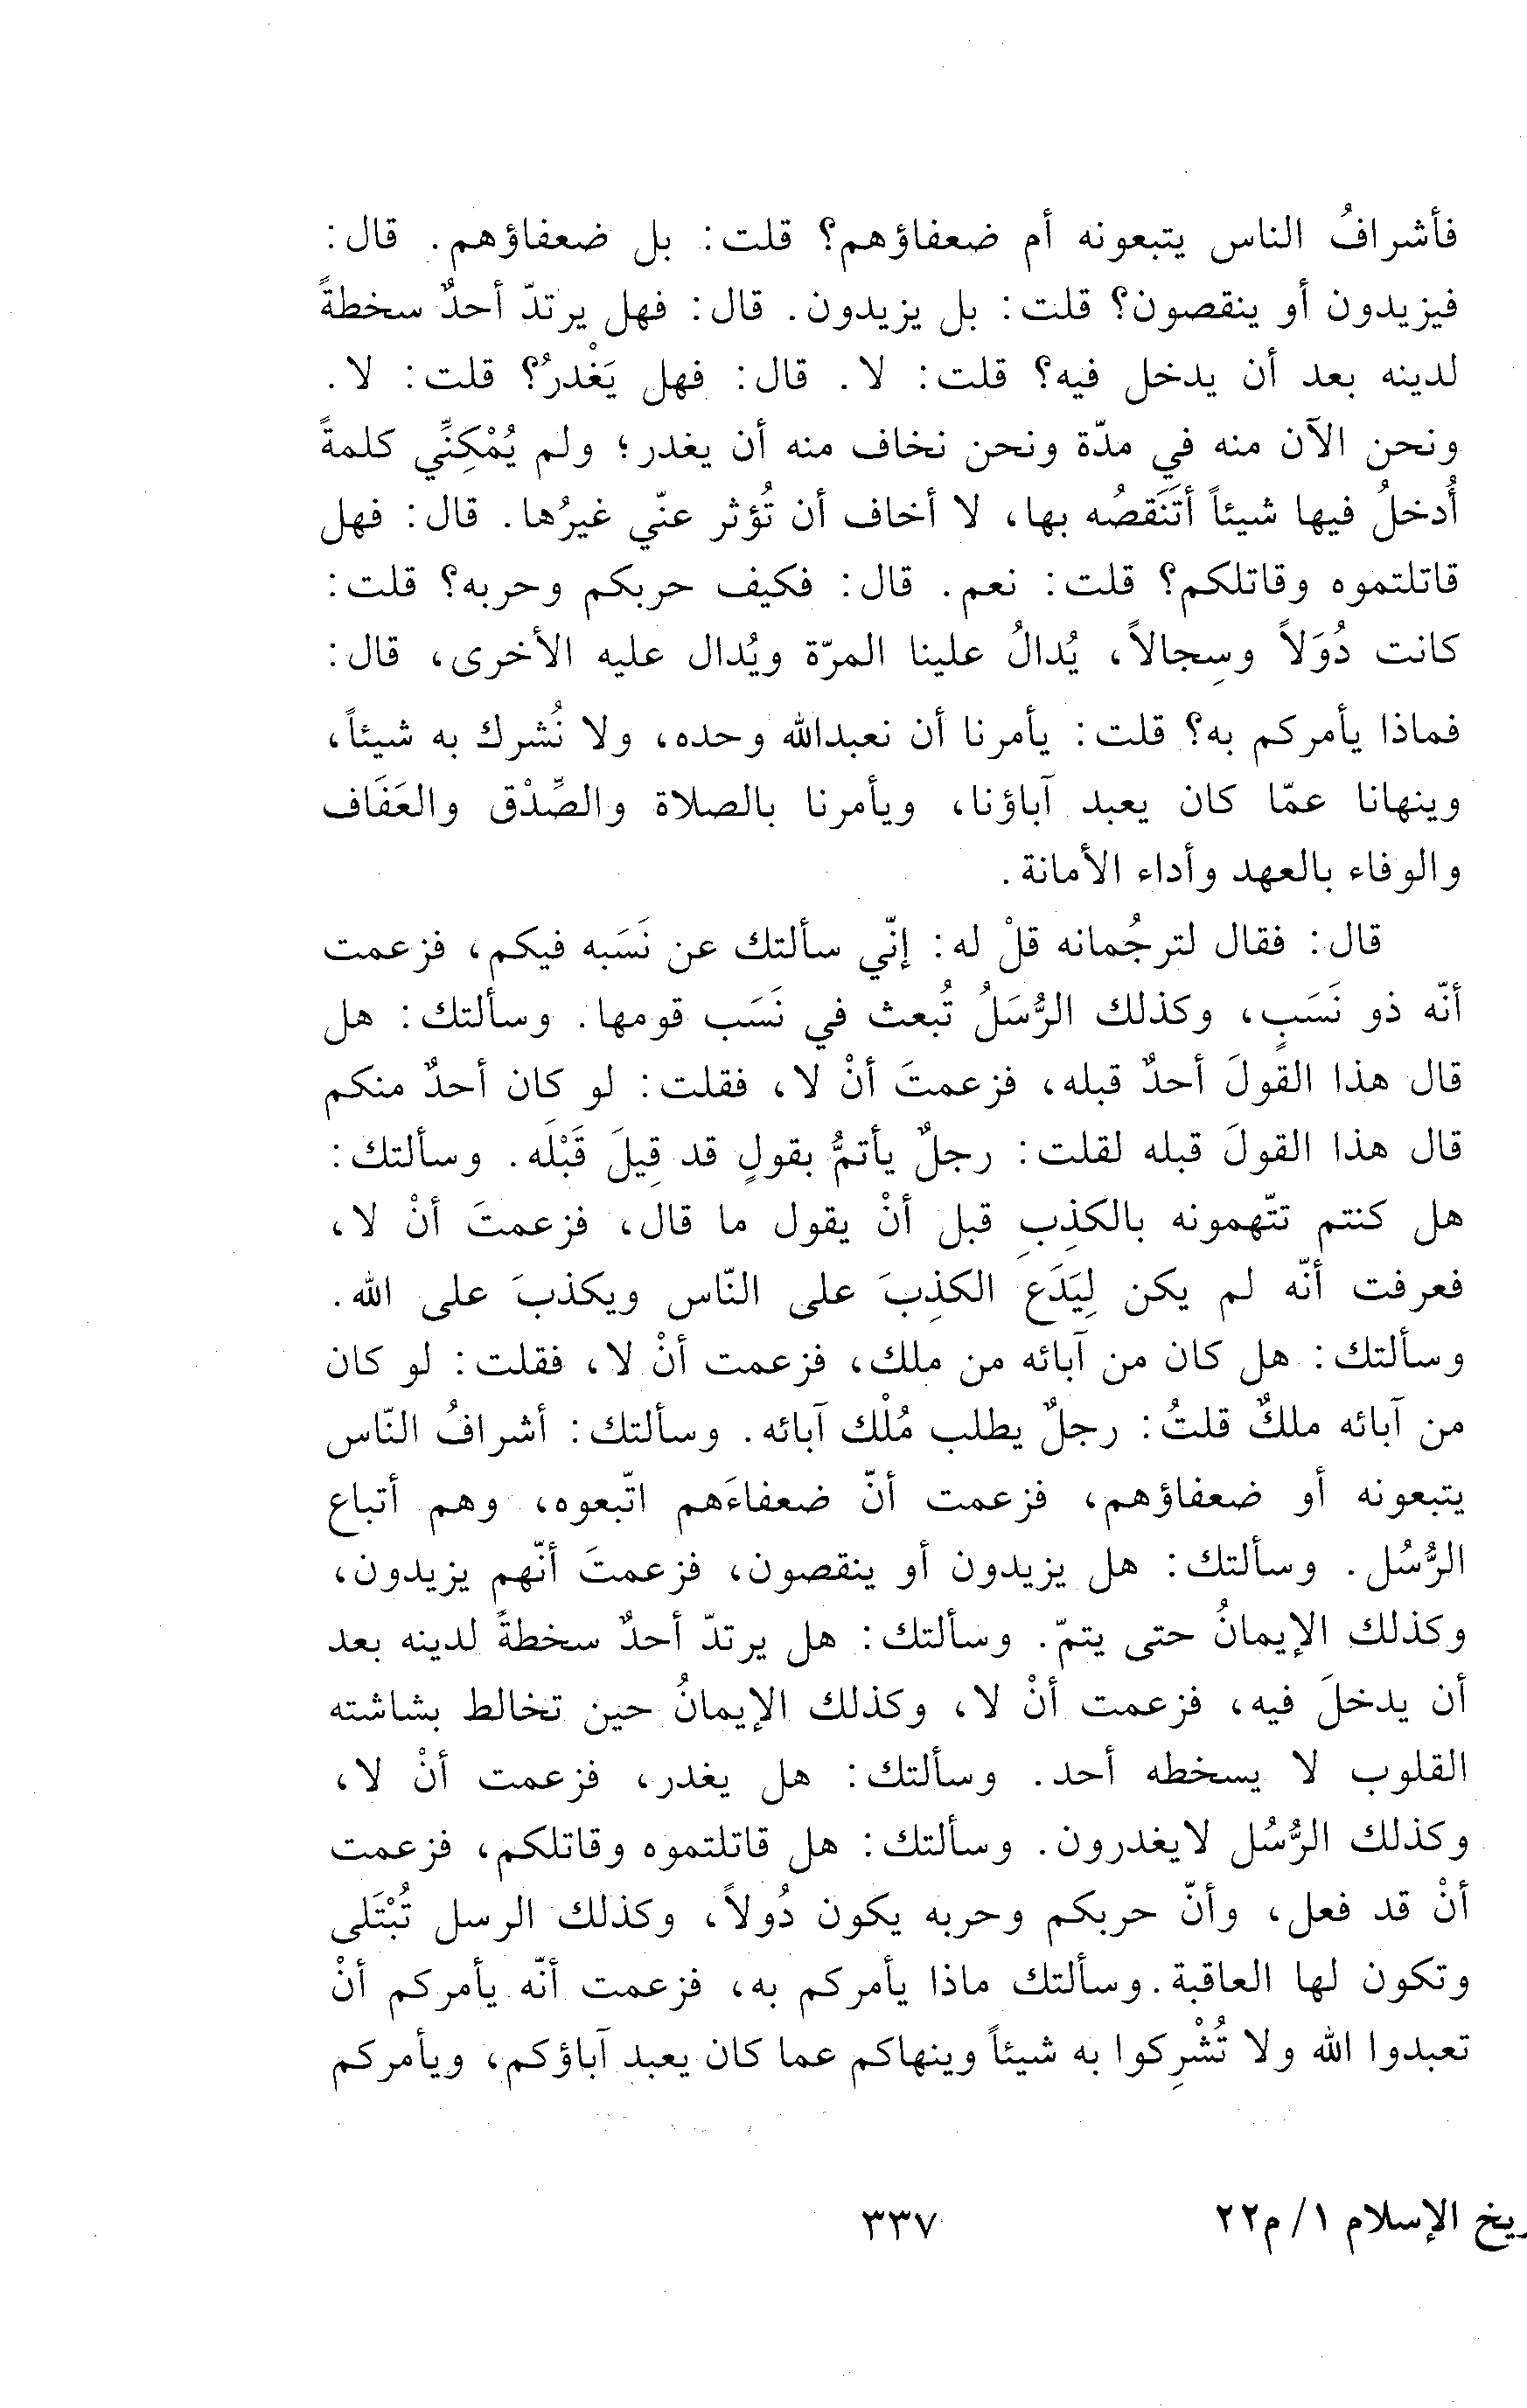 فأشرافُ الناس يتبعونه أم ضعفاؤهم؟ قلت: بل ضعفاؤهم. قال:
فيزيدون أو ينقصون؟ قلت: بل يزيدون. قال: فهل يرتدّ أحدٌ سخطةً
لدينه بعد أن يدخل فيه؟ قلت: لا. قال: فهل يَغْدرُ؟ قلت: لا.
ونحن الآن منه في مدّة ونحن نخاف منه أن يغدر؛ ولم يُمْكِنِّي كلمةً
أُدخلُ فيها شيئاً أتَنَقصُه بها، لا أخاف أن تُؤثر عنّي غيرُها. قال: فهل
قاتلتموه وقاتلكم؟ قلت: نعم. قال: فكيف حربكم وحربه؟ قلت:
كانت دُوَلاً وسِجالاً، يُدالُ علينا المرّة ويُدال عليه الأخرى، قال:
فماذا يأمركم به؟ قلت: يأمرنا أن نعبدالله وحده، ولا نُشرك به شيئاً،
وينهانا عمّا كان يعبد آباؤنا، ويأمرنا بالصلاة والصِّدْق والعَفَاف
والوفاء بالعهد وأداء الأمانة.
قال: فقال لترجُمانه قلْ له: إنّي سألتك عن نَسَبه فيكم، فزعمت
أنّه ذو نَسَبٍ، وكذلك الرُّسَلُ تُبعث في نَسَب قومها. وسألتك: هل
قال هذا القولَ أحدٌ قبله، فزعمتَ أنْ لا، فقلت: لو كان أحدٌ منكم
قال هذا القولَ قبله لقلت: رجلٌ يأتمُّ بقولٍ قد قِيلَ قَبْلَه. وسألتك:
هل كنتم تتّهمونه بالكذِبِ قبل أنْ يقول ما قال، فزعمتَ أنْ لا،
فعرفت أنّه لم يكن لِيَدَع الكذِبَ على النّاس ويكذبَ على الله.
وسألتك: هل كان من آبائه من ملك، فزعمت أنْ لا، فقلت: لو كان
من آبائه ملكٌ قلتُ: رجلٌ يطلب مُلْك آبائه. وسألتك: أشرافُ النّاس
يتبعونه أو ضعفاؤهم، فزعمت أنّ ضعفاءَهم اتّبعوه، وهم أتباع
الرُّسُل. وسألتك: هل يزيدون أو ينقصون، فزعمتَ أنّهم يزيدون،
وكذلك الإيمانُ حتى يتمّ. وسألتك: هل يرتدّ أحدٌ سخطةً لدينه بعد
أن يدخلَ فيه، فزعمت أنْ لا، وكذلك الإيمانُ حين تخالط بشاشته
القلوب لا يسخطه أحد. وسألتك: هل يغدر، فزعمت أنْ لا،
وكذلك الرُّسُل لايغدرون. وسألتك: هل قاتلتموه وقاتلكم، فزعمت
أنْ قد فعل، وأنّ حربكم وحربه يكون دُولاً، وكذلك الرسل تُبْتَلى
وتكون لها العاقبة. وسألتك ماذا يأمركم به، فزعمت أنّه يأمركم أنْ
تعبدوا الله ولا تُشْرِكوا به شيئاً وينهاكم عما كان يعبد آباؤكم، ويأمركم
ريخ الإسلام ١/ م٢٢
٣٣٧